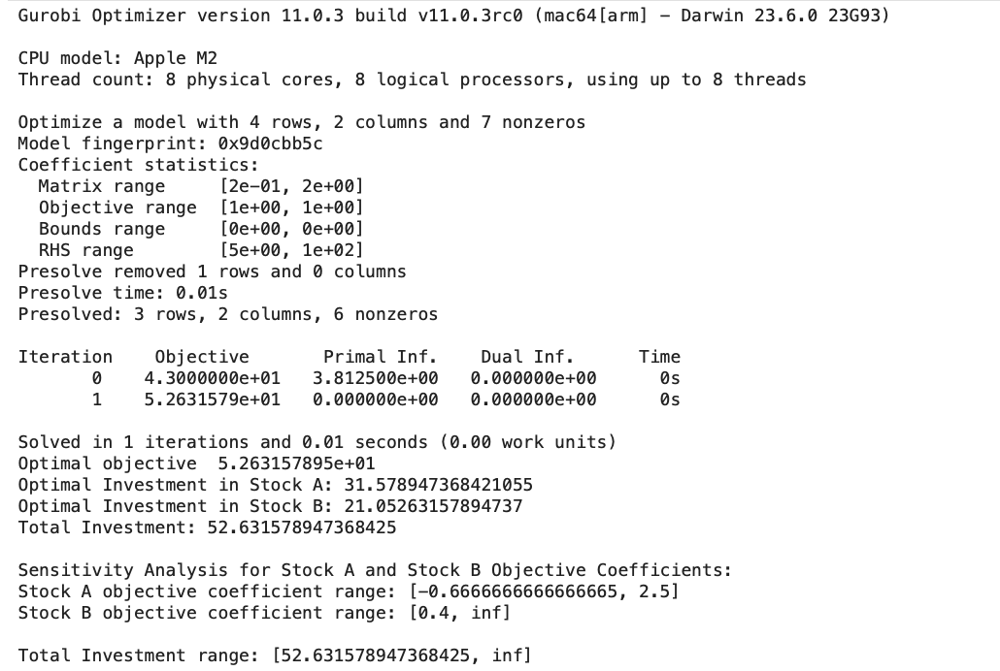 Gurobi Optimizer version 11.0.3 build v11.0.3rc0 (mac64[arm] - Darwin 23.6.0 23G93)
CPU model: Apple M2
Thread count: 8 physical cores, 8 logical processors, using up to 8 threads
Optimize a model with 4 rows, 2 columns and 7 nonzeros
Model fingerprint: 0x9d0cbb5c
Coefficient statistics:
  Matrix range     [2e-01, 2e+00]
  Objective range  [1e+00, 1e+00]
  Bounds range     [0e+00, 0e+00]
  RHS range        [5e+00, 1e+02]
Presolve removed 1 rows and 0 columns
Presolve time: 0.01s
Presolved: 3 rows, 2 columns, 6 nonzeros
Iteration    Objective       Primal Inf.    Dual Inf.      Time
       0    4.3000000e+01   3.812500e+00   0.000000e+00      0s
       1    5.2631579e+01   0.000000e+00   0.000000e+00      0s
Solved in 1 iterations and 0.01 seconds (0.00 work units)
Optimal objective  5.263157895e+01
Optimal Investment in Stock A: 31.578947368421055
Optimal Investment in Stock B: 21.05263157894737
Total Investment: 52.631578947368425
Sensitivity Analysis for Stock A and Stock B Objective Coefficients:
Stock A objective coefficient range: [-0.6666666666666665, 2.5]
Stock B objective coefficient range: [0.4, inf]
Total Investment range: [52.631578947368425, inf]